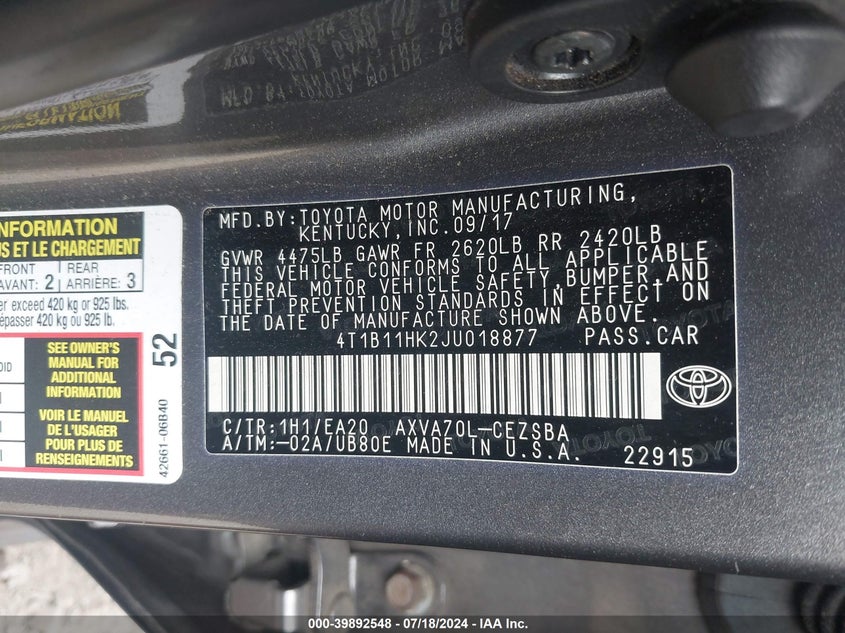 MFD.BY:TOYOTA MOTOR MANUFACTURING,
KENTUCKY,INC.09/17
GVWR 4475LB GAWR FR 2620LB RR 2420LB
THIS VEHICLE CONFORMS TO ALL APPLICABLE
FEDERAL MOTOR VEHICLE SAFETY,BUMPER,AND
THEFT PREVENTION STANDARDS IN EFFECT ON
THE DATE OF MANUFACTURE SHOWN ABOVE.
4T1B11HK2JU018877 PASS.CAR
C/TR:1H1/EA20 AXVA70L-CEZSBA
A/TM:-02A/UB80E MADE IN U.S.A.
22915
INFORMATION
US ET LE CHARGEMENT
FRONT
AVANT: 2
REAR
ARRIÈRE: 3
exceed 420 kg or 925 lbs.
dépasser 420 kg ou 925 lb.
SEE OWNER'S
MANUAL FOR
ADDITIONAL
INFORMATION
VOIR LE MANUEL
DE L'USAGER
POUR PLUS DE
RENSEIGNEMENTS
52
42661-06B40
000-39892548 - 07/18/2024 - IAA Inc.